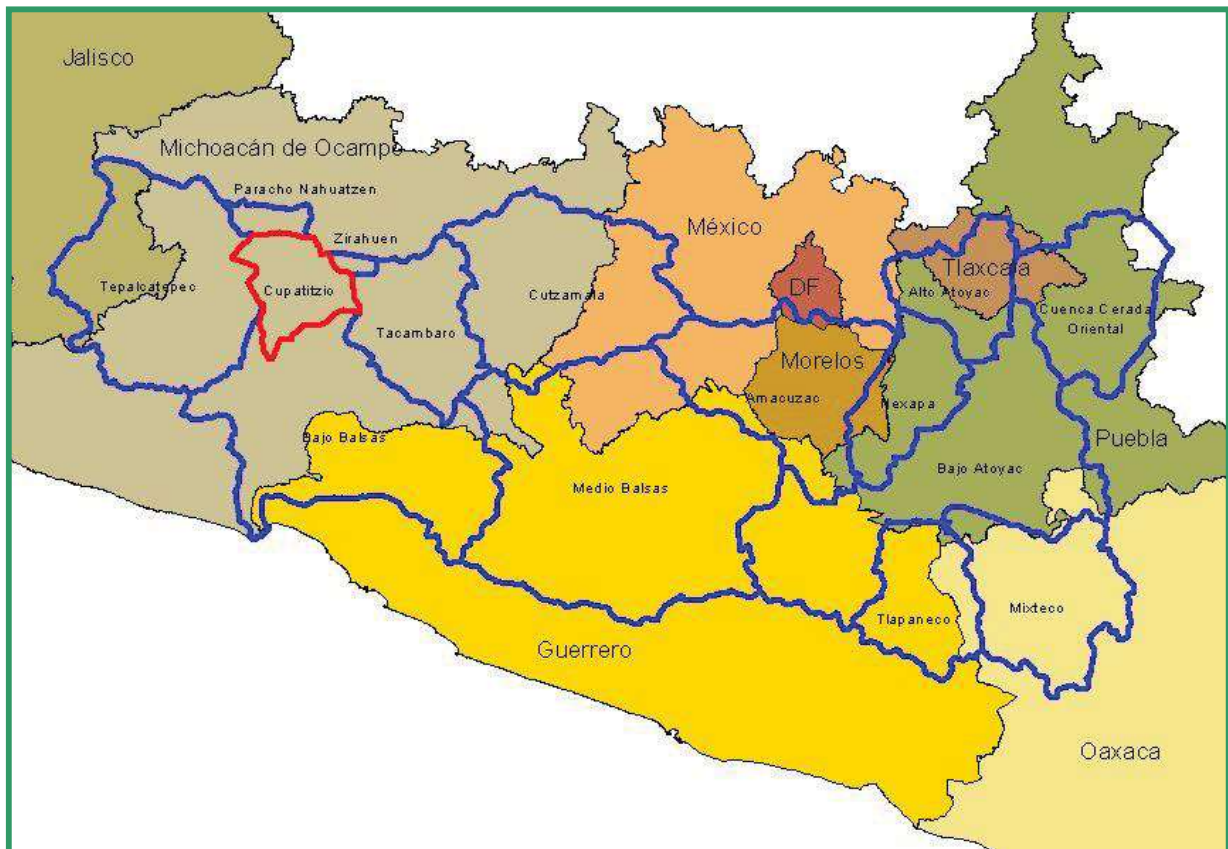 Jalisco
Michoacán de Ocampo
Paracho Nahuatzen
México
Zirahuen
Tlaxcala
Tepalcatepec
Cupatitzio
Cutzamala
DF
Alto Atoyac
Cuenca Cerada
Oriental
Tacambaro
Morelos
Amacuzac
Nexapa
Bajo Balsas
Puebla
Bajo Atoyac
Medio Balsas
Tlapaneco
Mixteco
Guerrero
Oaxaca